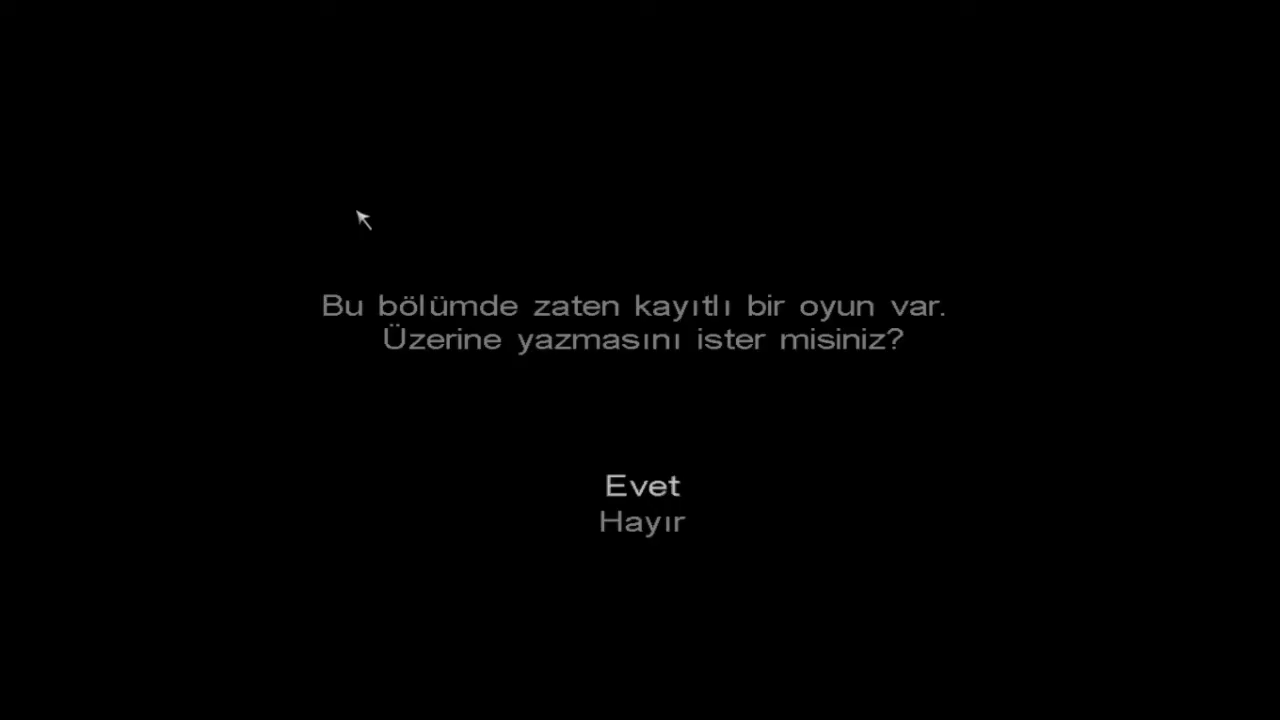 Bu bölümde zaten kayıtlı bir oyun var.
Üzerine yazmasını ister misiniz?
Evet
Hayır